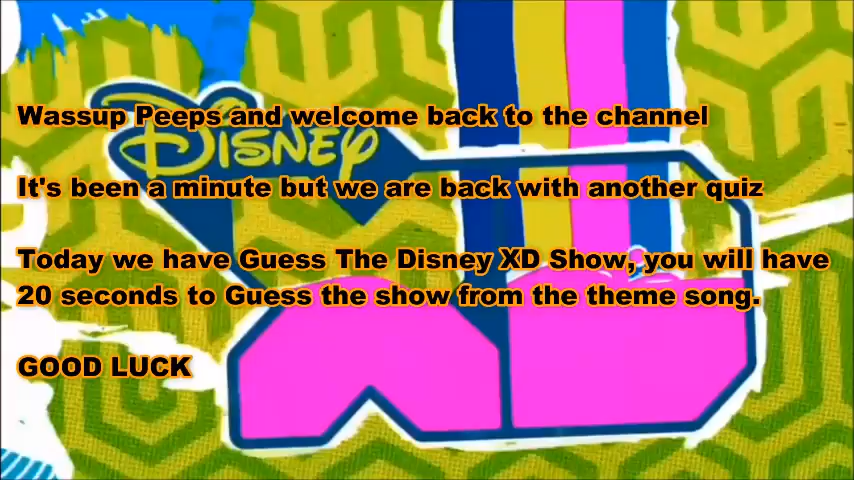 Wassup Peeps and welcome back to the channel
Disney
It's been a minute but we are back with another quiz
Today we have Guess The Disney XD Show, you will have
20 seconds to Guess the show from the theme song.
GOOD LUCK
XD